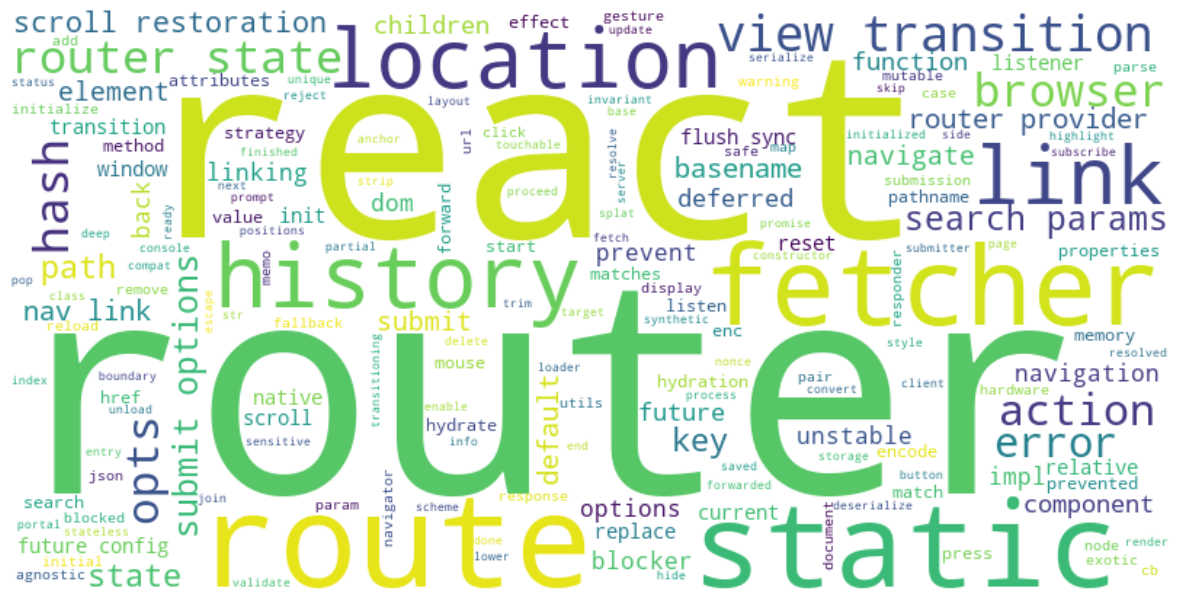 scroll restoration
children
effect
gesture
update
view transition
add
router state
location
serialize
function
listener
parse
status
attributes
unique
reject
element
initialize
layout
invariant
base
warning
mutable
skip
case
browser
react
transition
method
strategy
finished
anchor
url
click
touchable
resolve
server
flush sync
safe
map
router provider
initialized
side
highlight
subscribe
hash
window
back
linking
next
prompt
strip
dom
forward
proceed
basename
deferred
navigate
submission
pathname
link
ready
value
init
positions
splat
promise
search params
deep
console
compat
partial
start
fetch
prevent
reset
constructor
submitter
page
properties
pop
path
class
remove
memo
history
matches
display
fetcher
responder
nav link
reload
escape
str
fallback
trim
target
listen
synthetic
enc
submit
delete
style
memory
resolved
router
index
boundary
unload
href
submit options
transitioning
mouse
loader
nonce
hydration
process
pair
convert
client
navigation
hardware
native
scroll
sensitive
enable
hydrate
info
default
utils
end
future
key
unstable
storage
encode
action
error
opts
entry
json
saved
forwarded
button
match
impl
relative
prevented
search
join
param
navigator
scheme
response
options
current
document
deserialize
component
portal
blocked
stateless
route
replace
static
future config
initial
agnostic
state
validate
done
lower
blocker
hide
press
node
exotic
render
cb